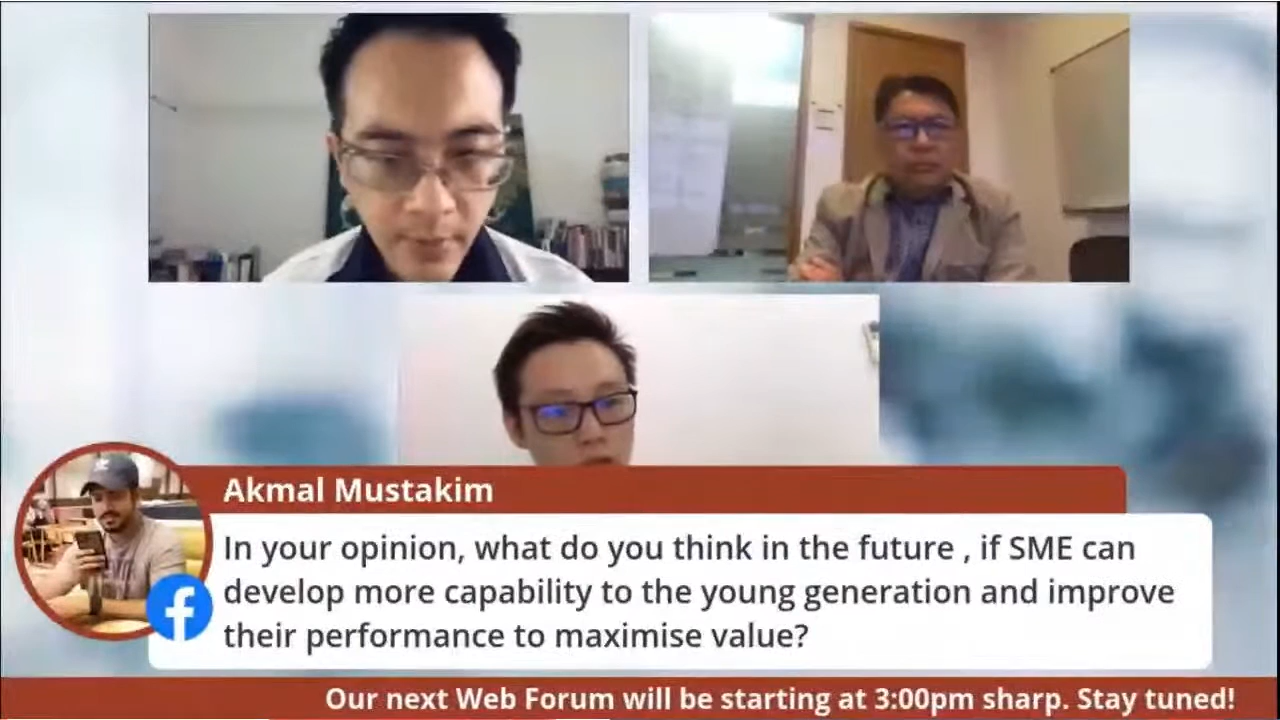 Akmal Mustakim
In your opinion, what do you think in the future , if SME can
develop more capability to the young generation and improve
their performance to maximise value?
Our next Web Forum will be starting at 3:00pm sharp. Stay tuned!